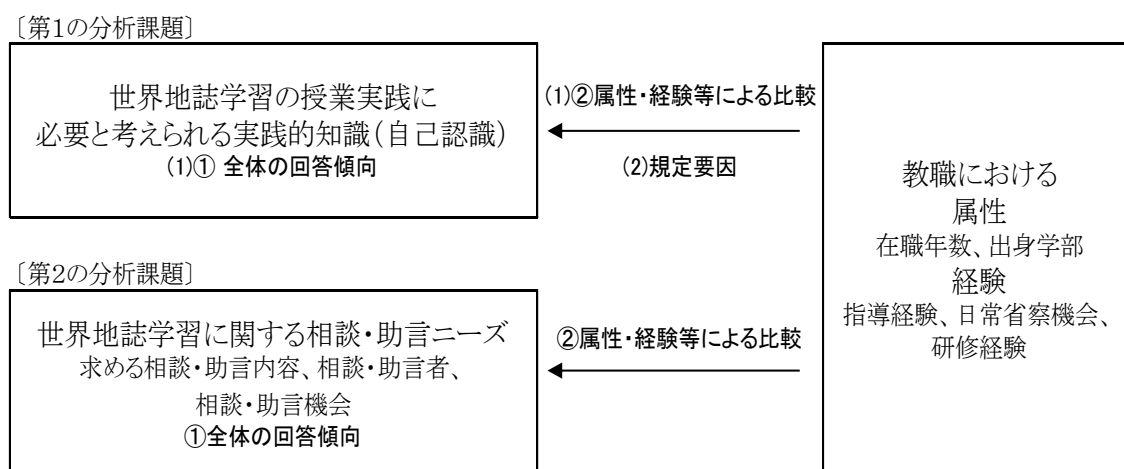 〔第1の分析課題〕
世界地誌学習の授業実践に
必要と考えられる実践的知識(自己認識)
(1)① 全体の回答傾向
(1)②属性・経験等による比較
(2)規定要因
〔第2の分析課題〕
世界地誌学習に関する相談・助言ニーズ
求める相談・助言内容、相談・助言者、
相談・助言機会
①全体の回答傾向
②属性・経験等による比較
教職における
属性
在職年数、出身学部
経験
指導経験、日常省察機会、
研修経験